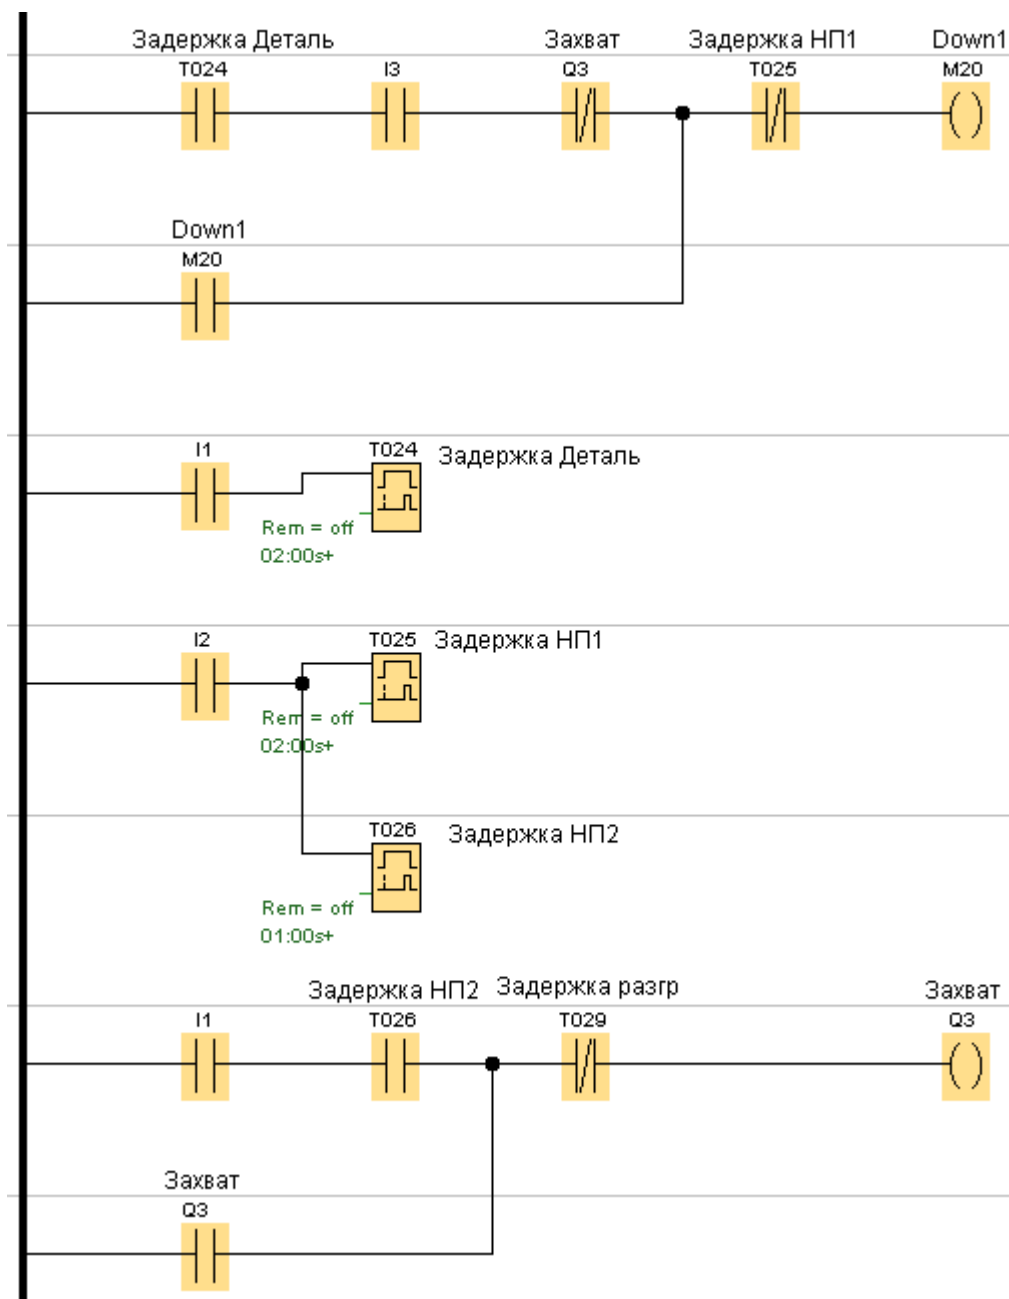 Задержка Деталь Захват Задержка НП1 Down1
T024 I3 Q3 T025 M20
Down1
M20
I1 T024 Задержка Деталь
Rem = off
02:00s+
I2 T025 Задержка НП1
Rem = off
02:00s+
T026 Задержка НП2
Rem = off
01:00s+
Задержка НП2 Задержка разгр Захват
I1 T026 T029 Q3
Захват
Q3